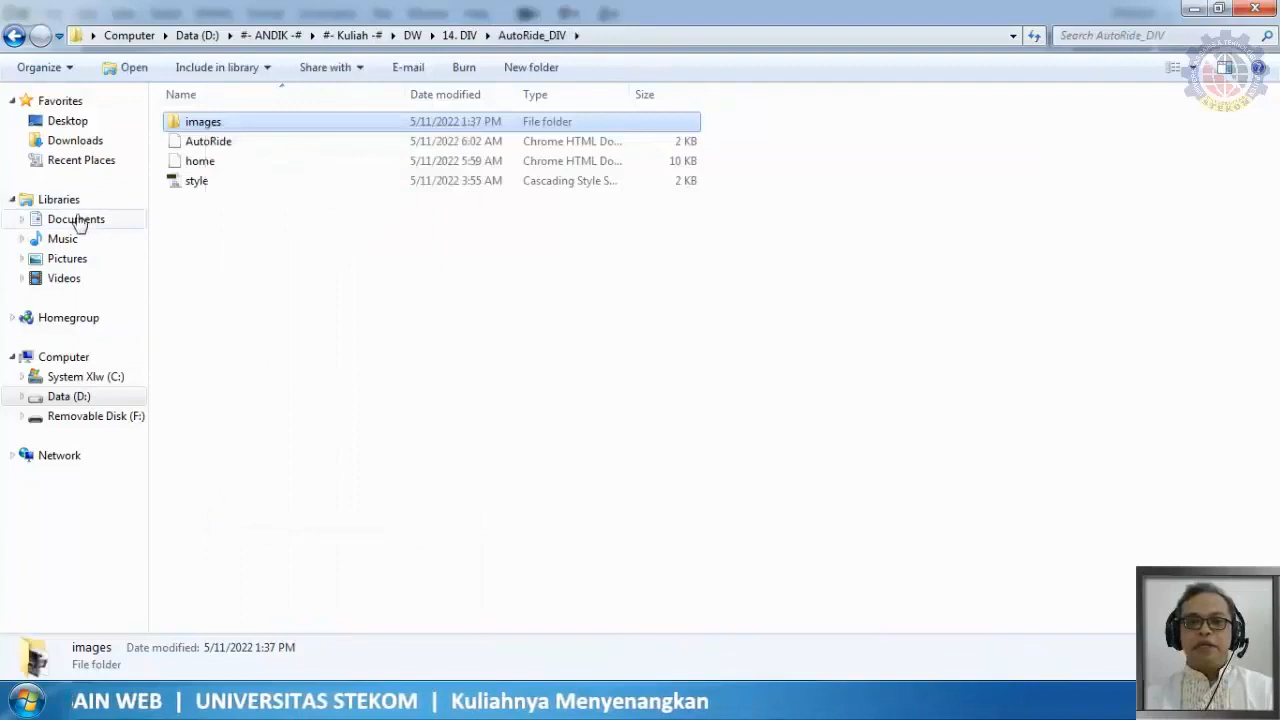 Computer Data (D:) #- ANDIK -# #- Kuliah -# DW 14. DIV AutoRide_DIV Search AutoRide_DIV
Organize Open Include in library Share with E-mail Burn New folder
Name Date modified Type Size
images 5/11/2022 1:37 PM File folder
AutoRide 5/11/2022 6:02 AM Chrome HTML Do... 2 KB
home 5/11/2022 5:59 AM Chrome HTML Do... 10 KB
style 5/11/2022 3:55 AM Cascading Style S... 2 KB
Favorites
Desktop
Downloads
Recent Places
Libraries
Documents
Music
Pictures
Videos
Homegroup
Computer
System Xlw (C:)
Data (D:)
Removable Disk (F:)
Network
STEKOM
images Date modified: 5/11/2022 1:37 PM
File folder
AIN WEB | UNIVERSITAS STEKOM | Kuliahnya Menyenangkan